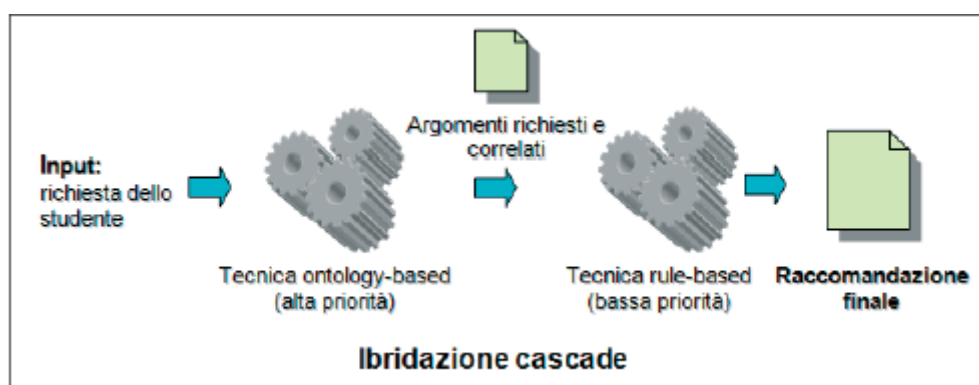 Argomenti richiesti e
correlati
Input:
richiesta dello
studente
Tecnica ontology-based
(alta priorità)
Tecnica rule-based
(bassa priorità)
Raccomandazione
finale
Ibridazione cascade